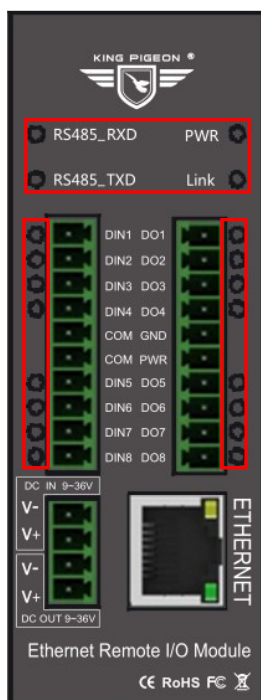 KING PIGEON ®
RS485_RXD PWR
RS485_TXD Link
DIN1 DO1
DIN2 DO2
DIN3 DO3
DIN4 DO4
COM GND
COM PWR
DIN5 DO5
DIN6 DO6
DIN7 DO7
DIN8 DO8
DC IN 9~36V
V-
V+
V-
V+
DC OUT 9~36V
ETHERNET
Ethernet Remote I/O Module
CE RoHS FC